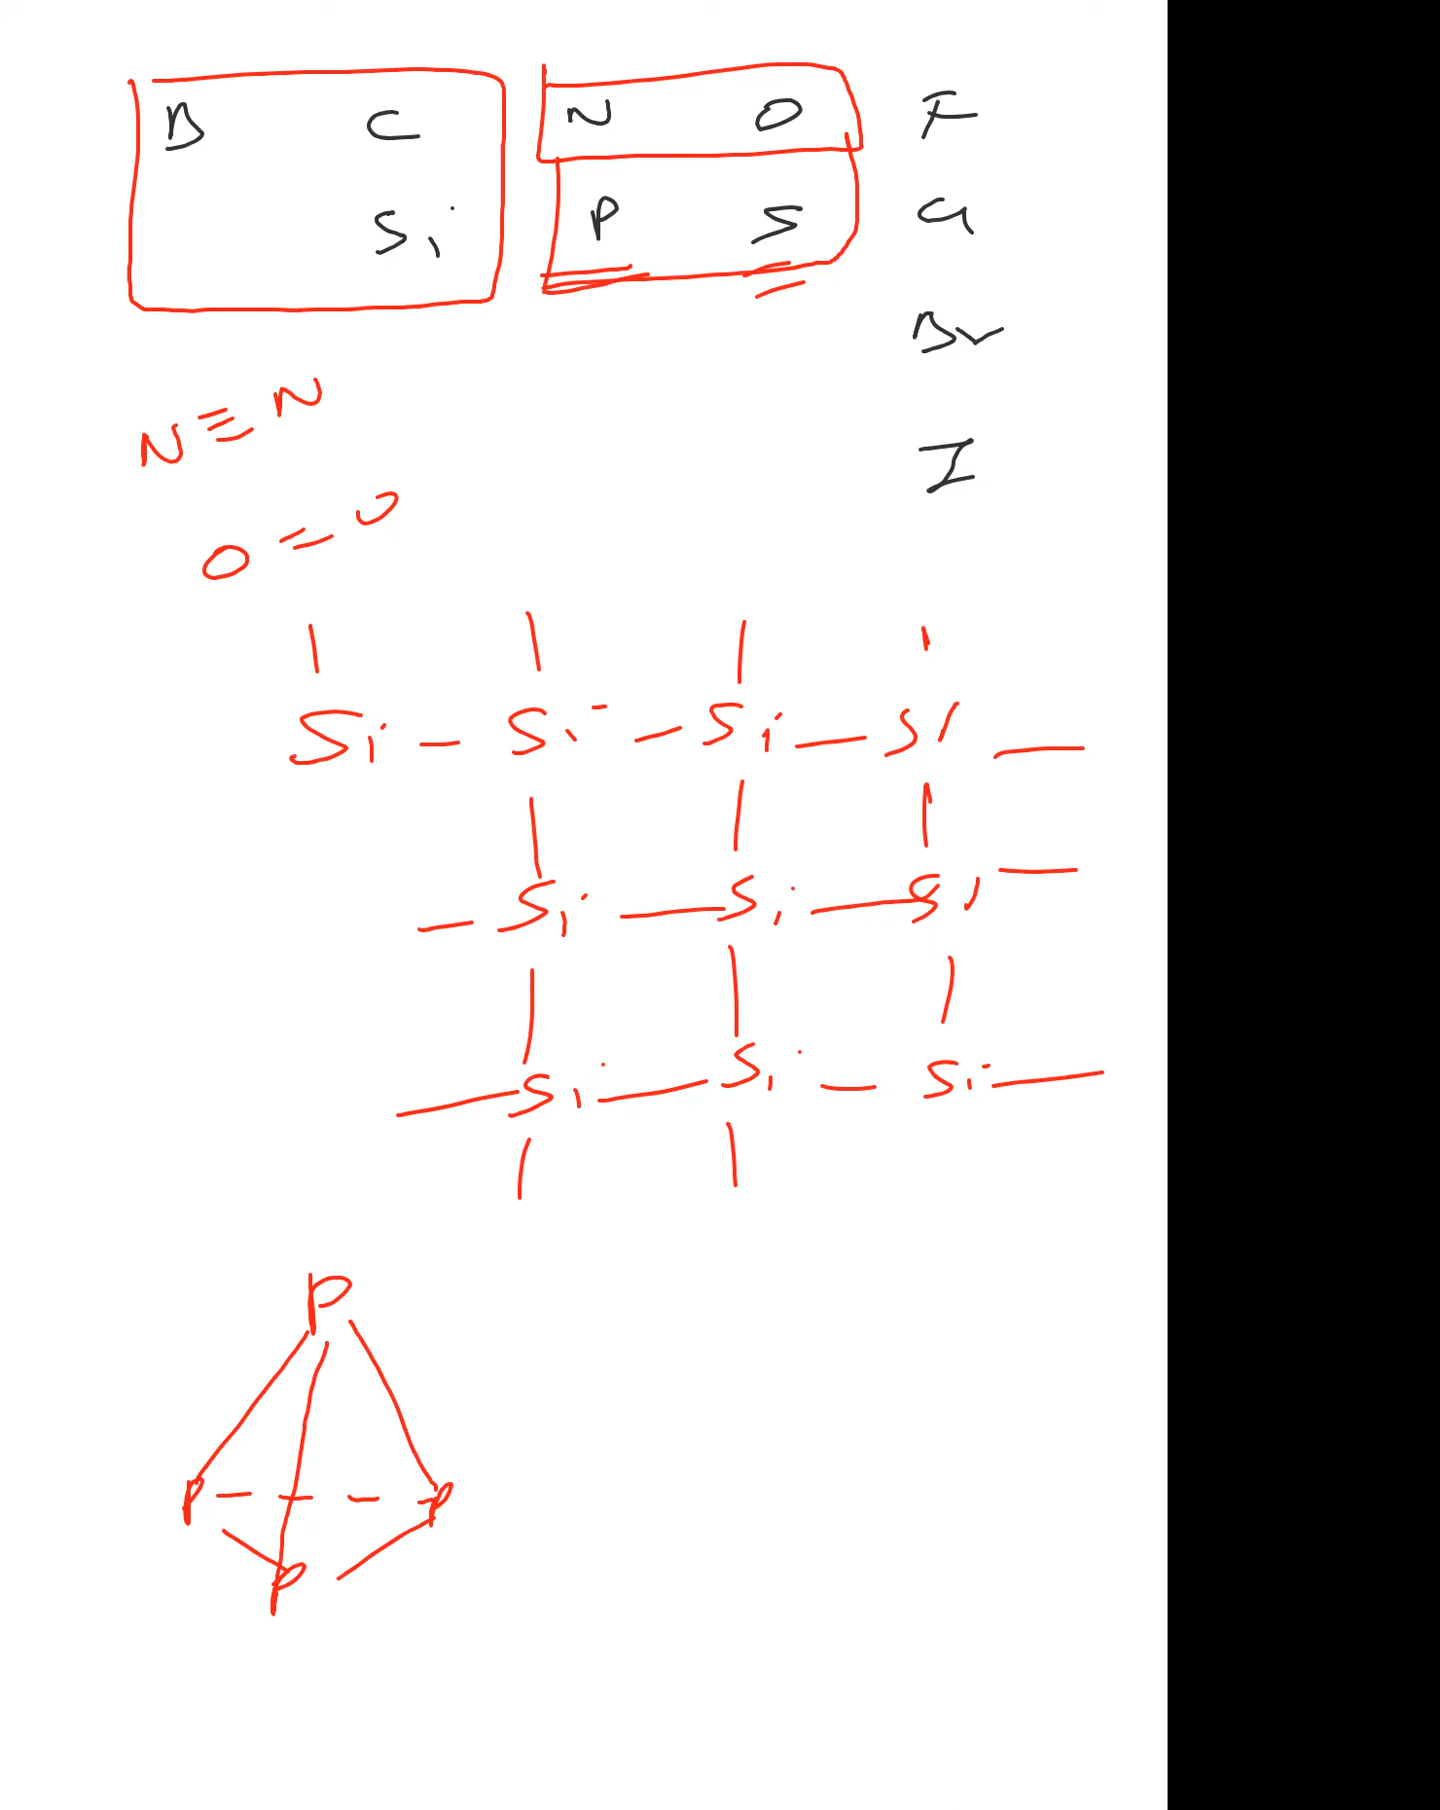 B C N O F
Si P S Cl
Br
I
N≡N
O=O
Si - Si - Si - Si -
- Si - Si - Si -
- Si - Si - Si -
P
P P
P